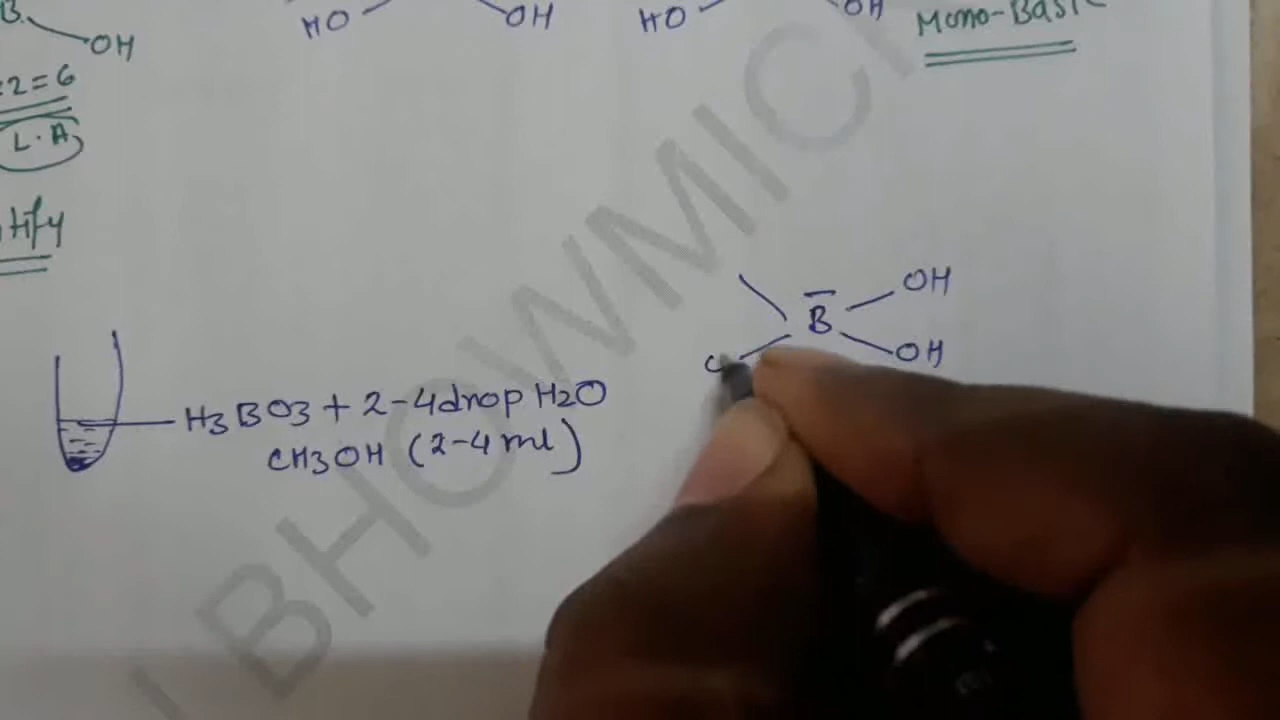 B
OH
HO OH
HO OH
Mono-Basic
2=6
L.A
tify
B OH
OH
H3BO3 + 2-4drop H2O
CH3OH (2-4 ml)
BHOWMICK